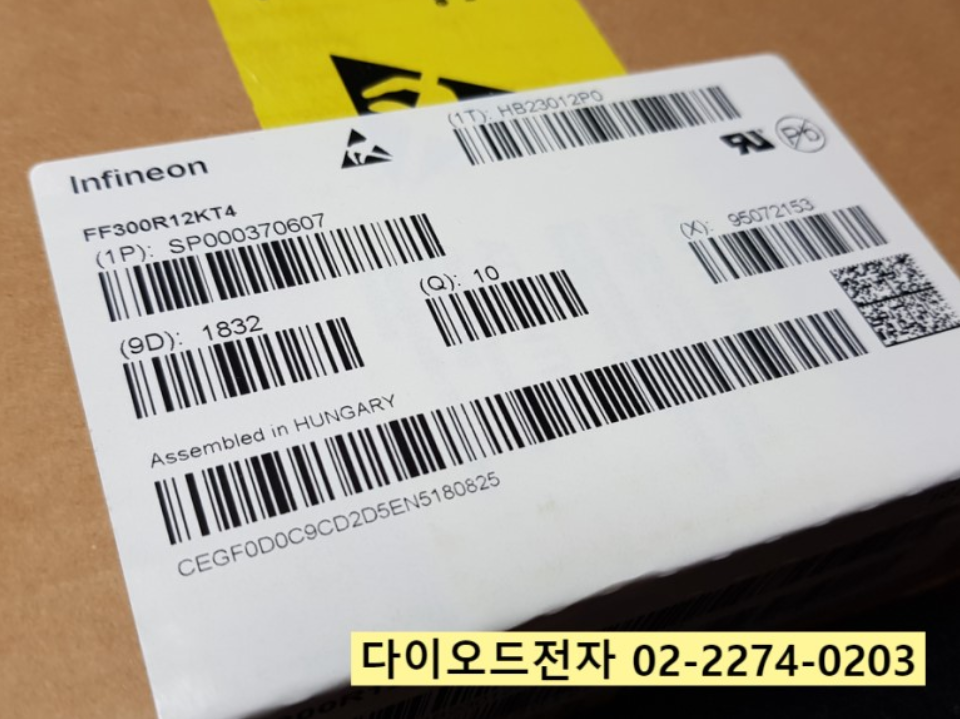 Infineon
(1T): HB23012P0
FF300R12KT4
(1P): SP000370607
(X): 95072153
(Q): 10
(9D): 1832
Assembled in HUNGARY
CEGF0D0C9CD2D5EN5180825
다이오드전자 02-2274-0203